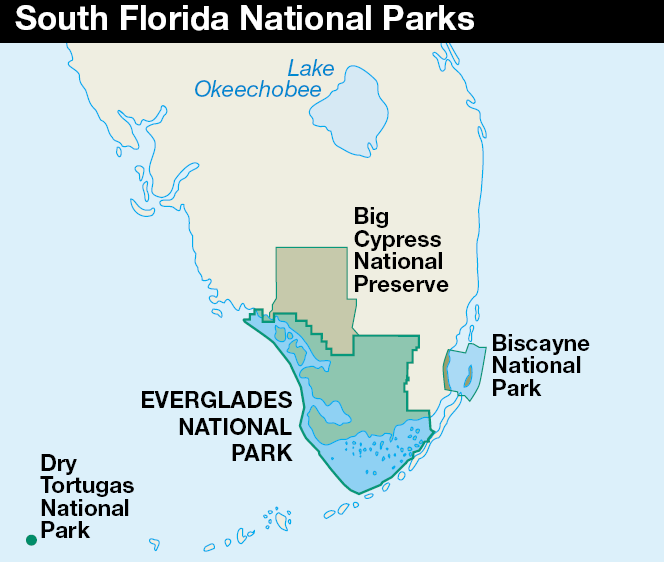 South Florida National Parks
Lake
Okeechobee
Big
Cypress
National
Preserve
Biscayne
National
Park
EVERGLADES
NATIONAL
PARK
Dry
Tortugas
National
Park